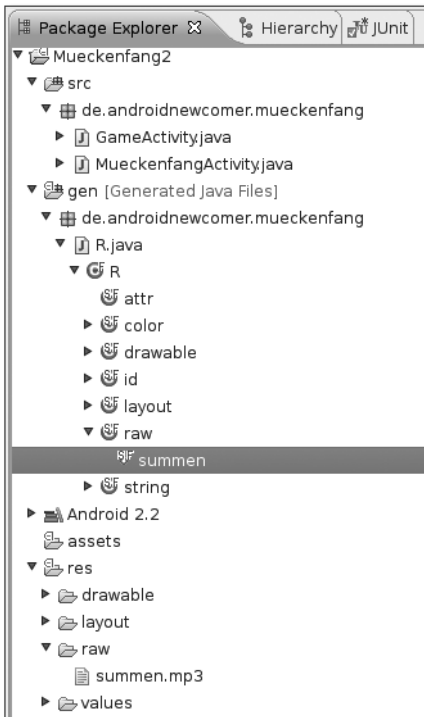 Package Explorer Hierarchy JUnit
Mueckenfang2
src
de.androidnewcomer.mueckenfang
GameActivity.java
MueckenfangActivity.java
gen [Generated Java Files]
de.androidnewcomer.mueckenfang
R.java
R
attr
color
drawable
id
layout
raw
summen
string
Android 2.2
assets
res
drawable
layout
raw
summen.mp3
values